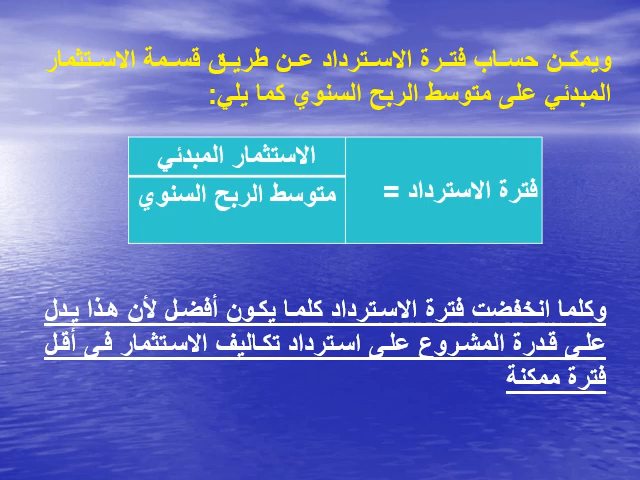 ويمكن حساب فترة الاسترداد عن طريق قسمة الاستثمار
المبدئي على متوسط الربح السنوي كما يلي:
فترة الاسترداد =
الاستثمار المبدئي
متوسط الربح السنوي
وكلما انخفضت فترة الاسترداد كلما يكون أفضل لأن هذا يدل
على قدرة المشروع على استرداد تكاليف الاستثمار فى أقل
فترة ممكنة